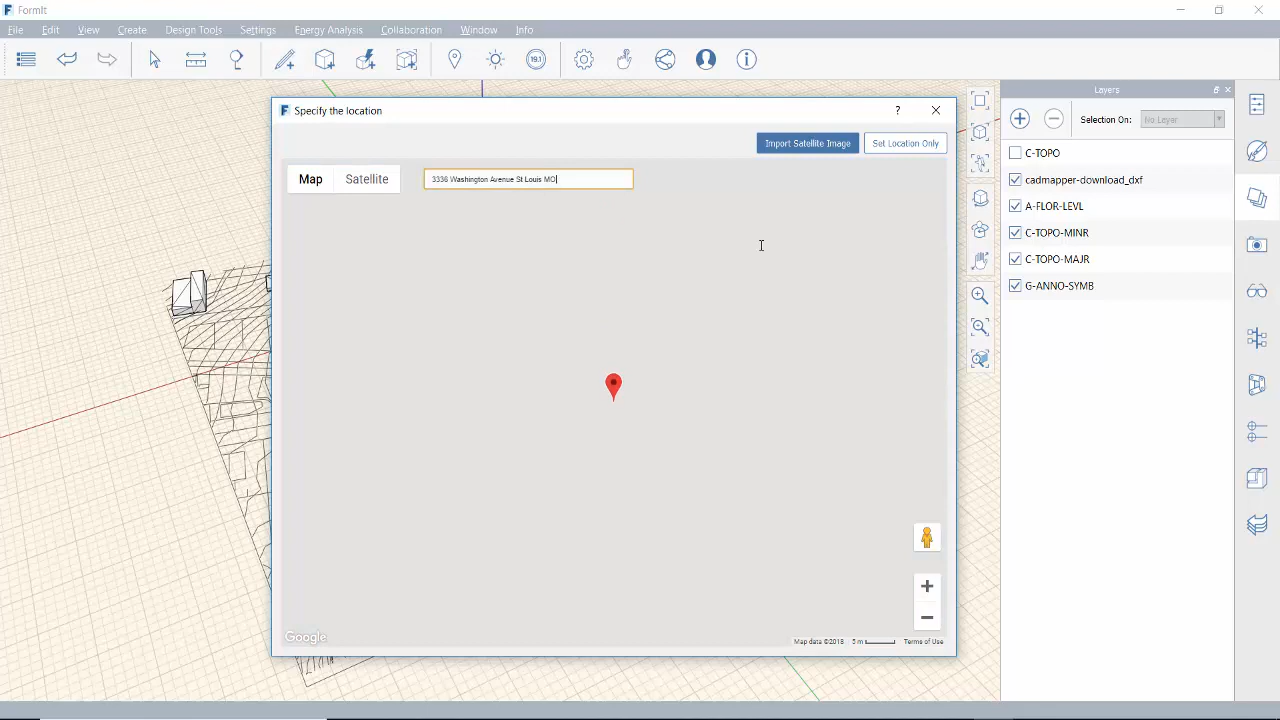 FormIt
File Edit View Create Design Tools Settings Energy Analysis Collaboration Window Info
19.1
Layers
Selection On: No Layer
C-TOPO
cadmapper-download_dxf
A-FLOR-LEVL
C-TOPO-MINR
C-TOPO-MAJR
G-ANNO-SYMB
Specify the location
?
Import Satellite Image Set Location Only
Map Satellite 3336 Washington Avenue St Louis MO
Google
Map data ©2018 5 m Terms of Use